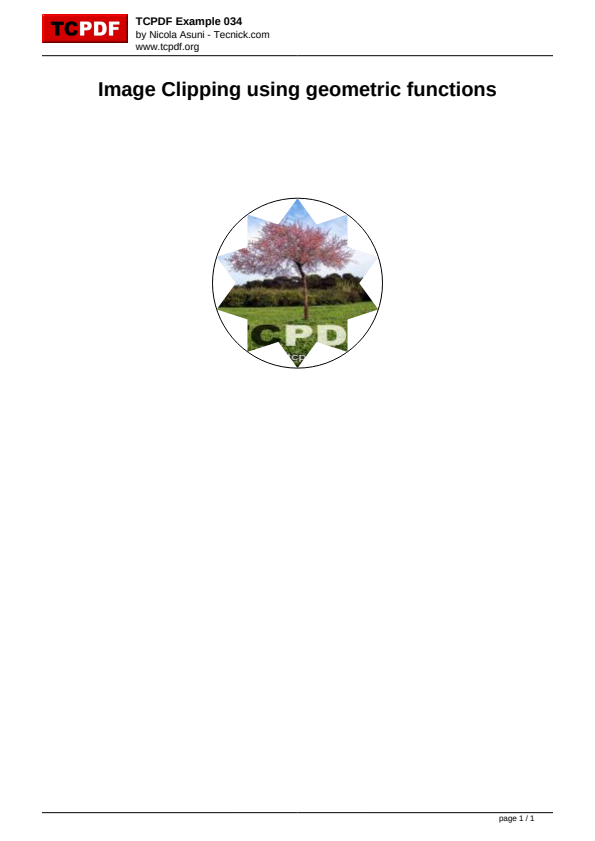 TCPDF
TCPDF Example 034
by Nicola Asuni - Tecnick.com
www.tcpdf.org
Image Clipping using geometric functions
CPD
page 1 / 1